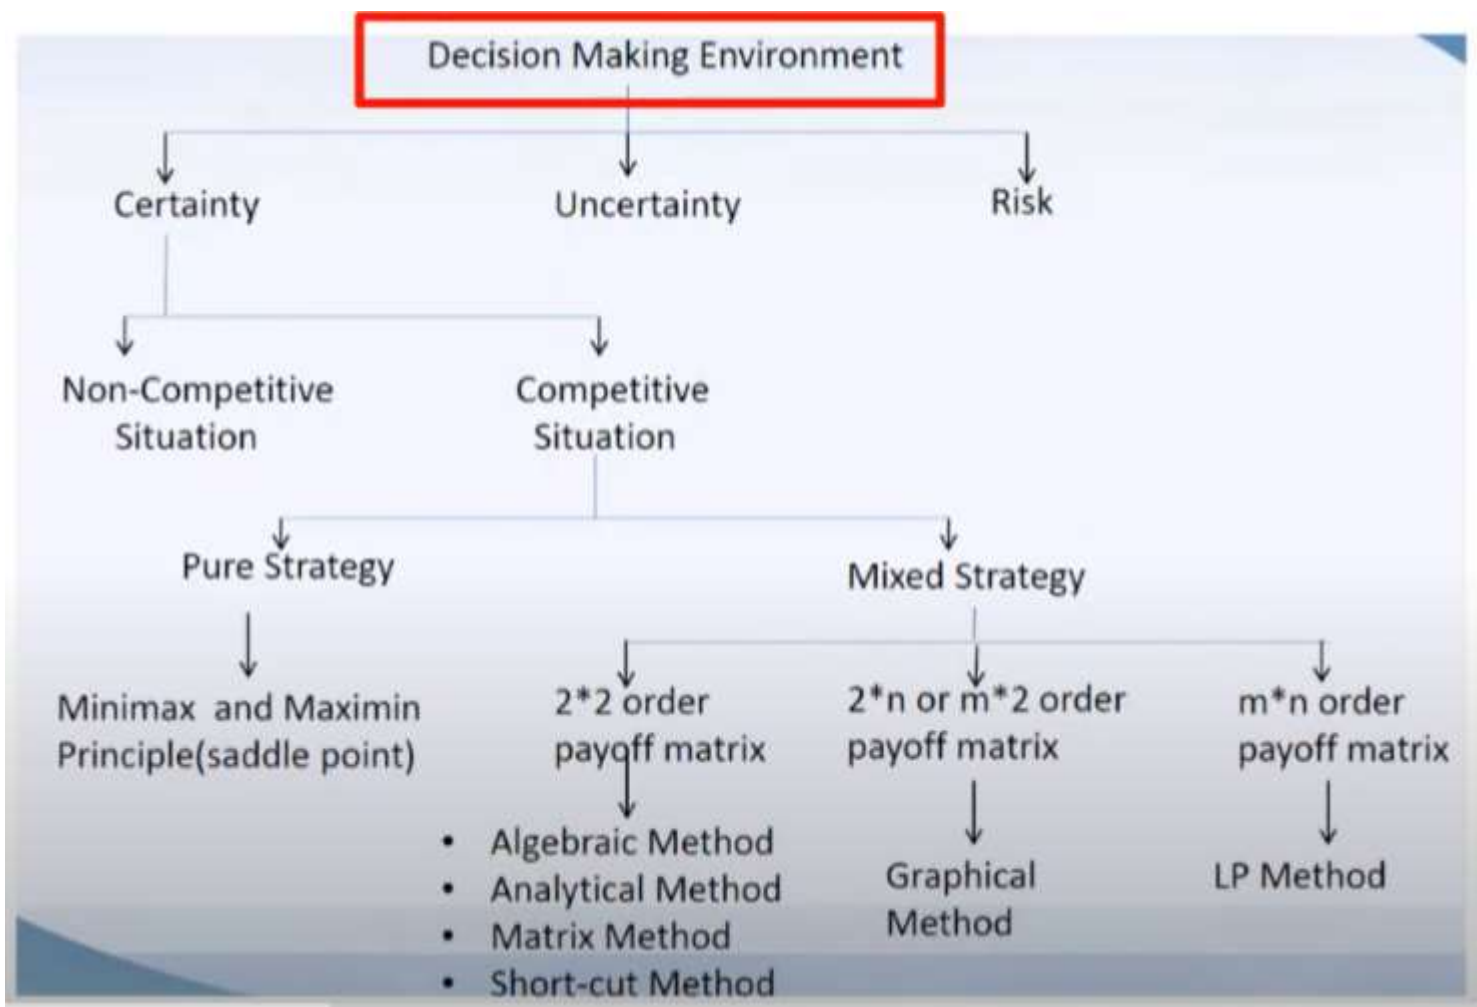 Decision Making Environment
Certainty
Uncertainty
Risk
Non-Competitive
Situation
Competitive
Situation
Pure Strategy
Mixed Strategy
Minimax and Maximin
Principle(saddle point)
2*2 order
payoff matrix
2*n or m*2 order
payoff matrix
m*n order
payoff matrix
• Algebraic Method
• Analytical Method
• Matrix Method
• Short-cut Method
Graphical
Method
LP Method